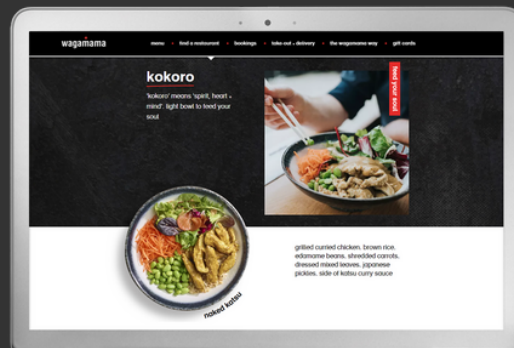 wagamama
menu • find a restaurant • bookings • take-out + delivery • the wagamama way • gift cards
kokoro
'kokoro' means 'spirit, heart +
mind'. light bowl to feed your
soul
feed your soul
grilled curried chicken. brown rice.
edamame beans. shredded carrots.
dressed mixed leaves. japanese
pickles. side of katsu curry sauce
naked katsu